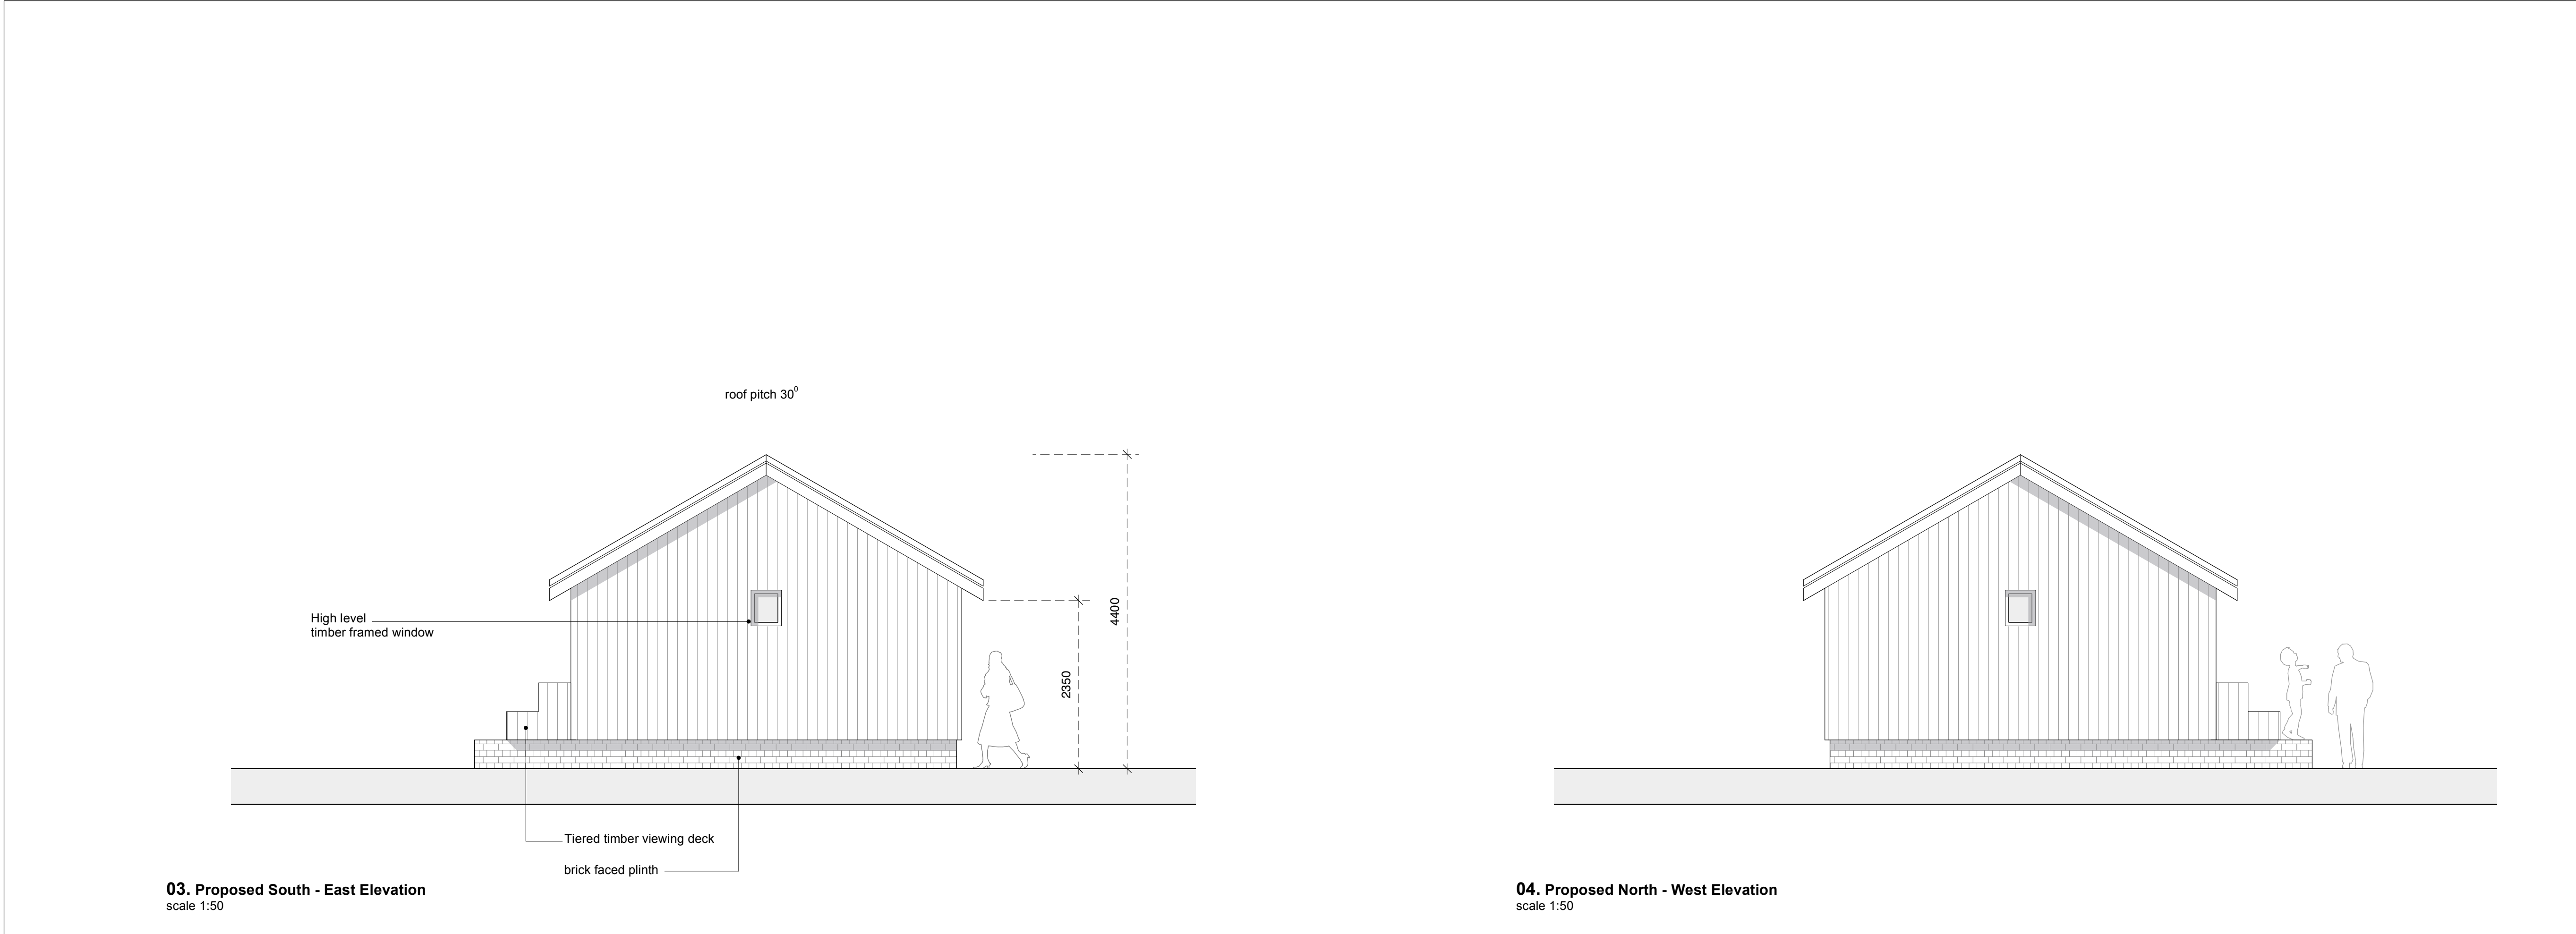 roof pitch 30⁰
High level
timber framed window
4400
2350
Tiered timber viewing deck
brick faced plinth
03. Proposed South - East Elevation
scale 1:50
04. Proposed North - West Elevation
scale 1:50